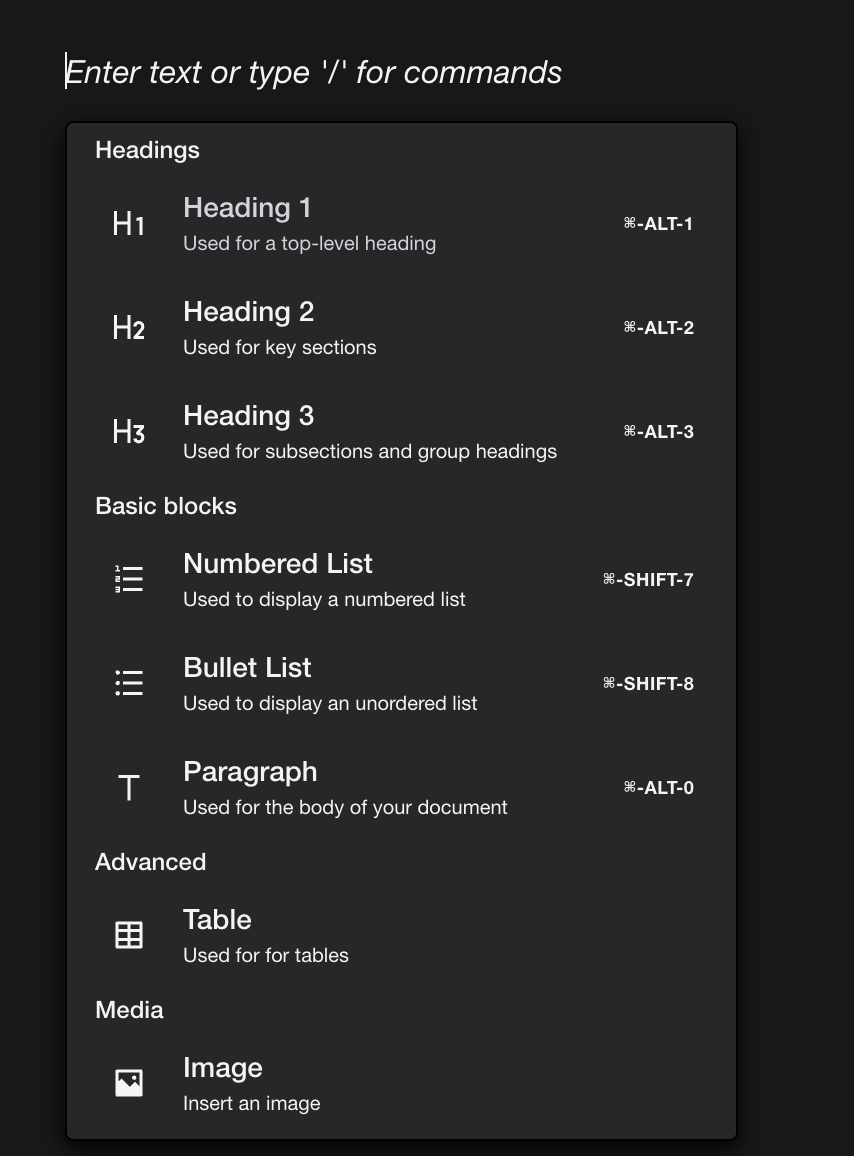 Enter text or type '/' for commands
Headings
H1
Heading 1
Used for a top-level heading
⌘-ALT-1
H2
Heading 2
Used for key sections
⌘-ALT-2
H3
Heading 3
Used for subsections and group headings
⌘-ALT-3
Basic blocks
1
2
3
Numbered List
Used to display a numbered list
⌘-SHIFT-7
Bullet List
Used to display an unordered list
⌘-SHIFT-8
T
Paragraph
Used for the body of your document
⌘-ALT-0
Advanced
Table
Used for for tables
Media
Image
Insert an image